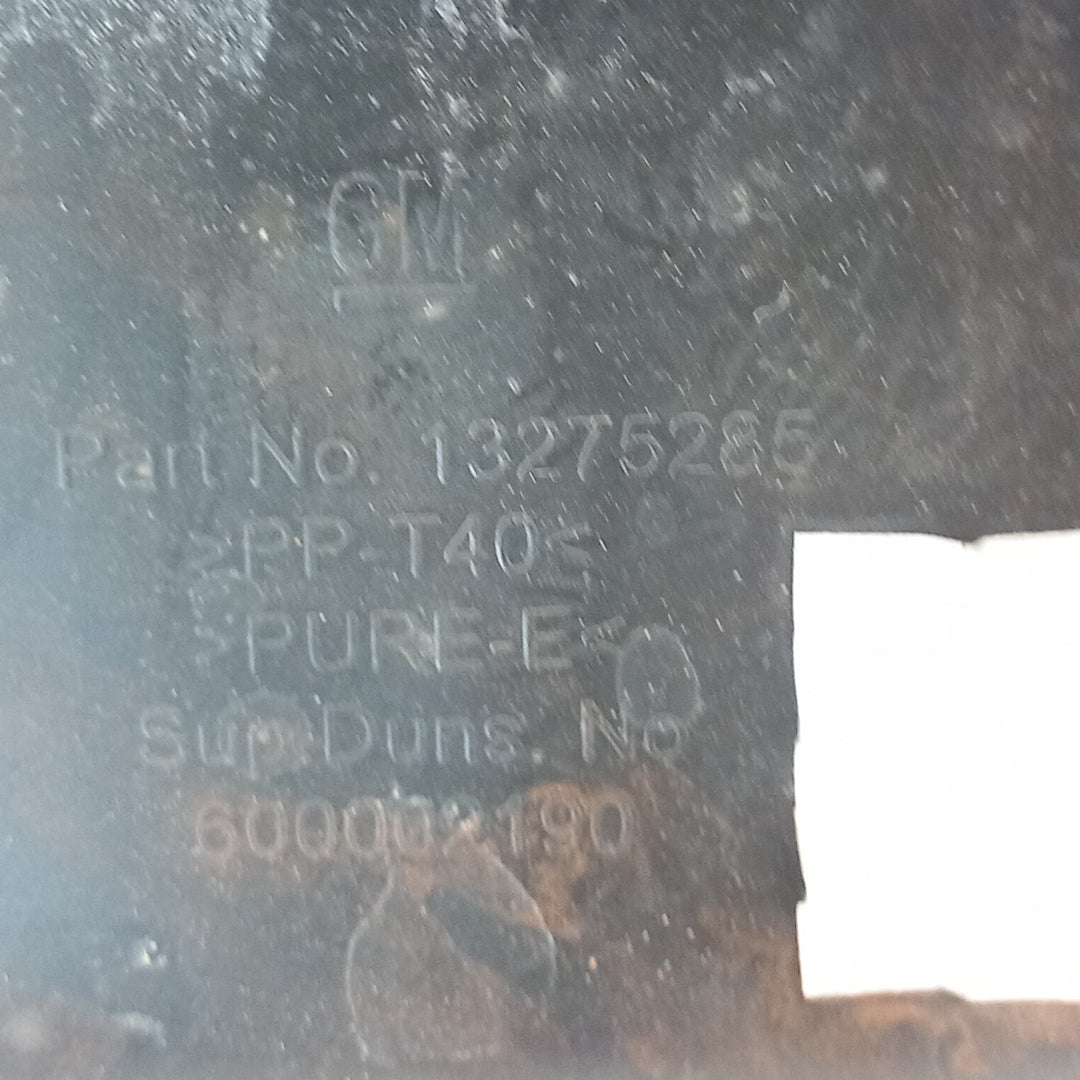 GM
Part No. 13275285
>PP-T40<
>PURE-E<
Sup.Duns. No
600002190